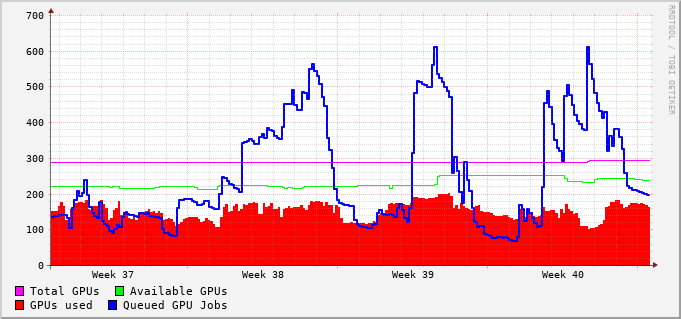 700
600
500
400
300
200
100
0
Week 37 Week 38 Week 39 Week 40
RRDTOOL / TOBI OETIKER
Total GPUs Available GPUs
GPUs used Queued GPU Jobs